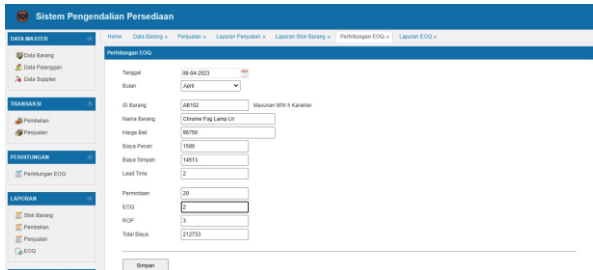 Sistem Pengendalian Persediaan
DATA MASTER
Data Barang
Data Pelanggan
Data Supplier
TRANSAKSI
Pembelian
Penjualan
PERHITUNGAN
Perhitungan EOQ
LAPORAN
Stok Barang
Pembelian
Penjualan
EOQ
Home Data Barang × Penjualan × Laporan Penjualan × Laporan Stok Barang × Perhitungan EOQ × Laporan EOQ ×
Perhitungan EOQ
Tanggal 06-04-2023
Bulan April
ID Barang AB102 Masukan MIN 5 Karakter
Nama Barang Chrome Fog Lamp Ln
Harga Beli 96750
Biaya Pesan 1500
Biaya Simpan 14513
Lead Time 2
Permintaan 20
EOQ 2
ROP 3
Total Biaya 212733
Simpan